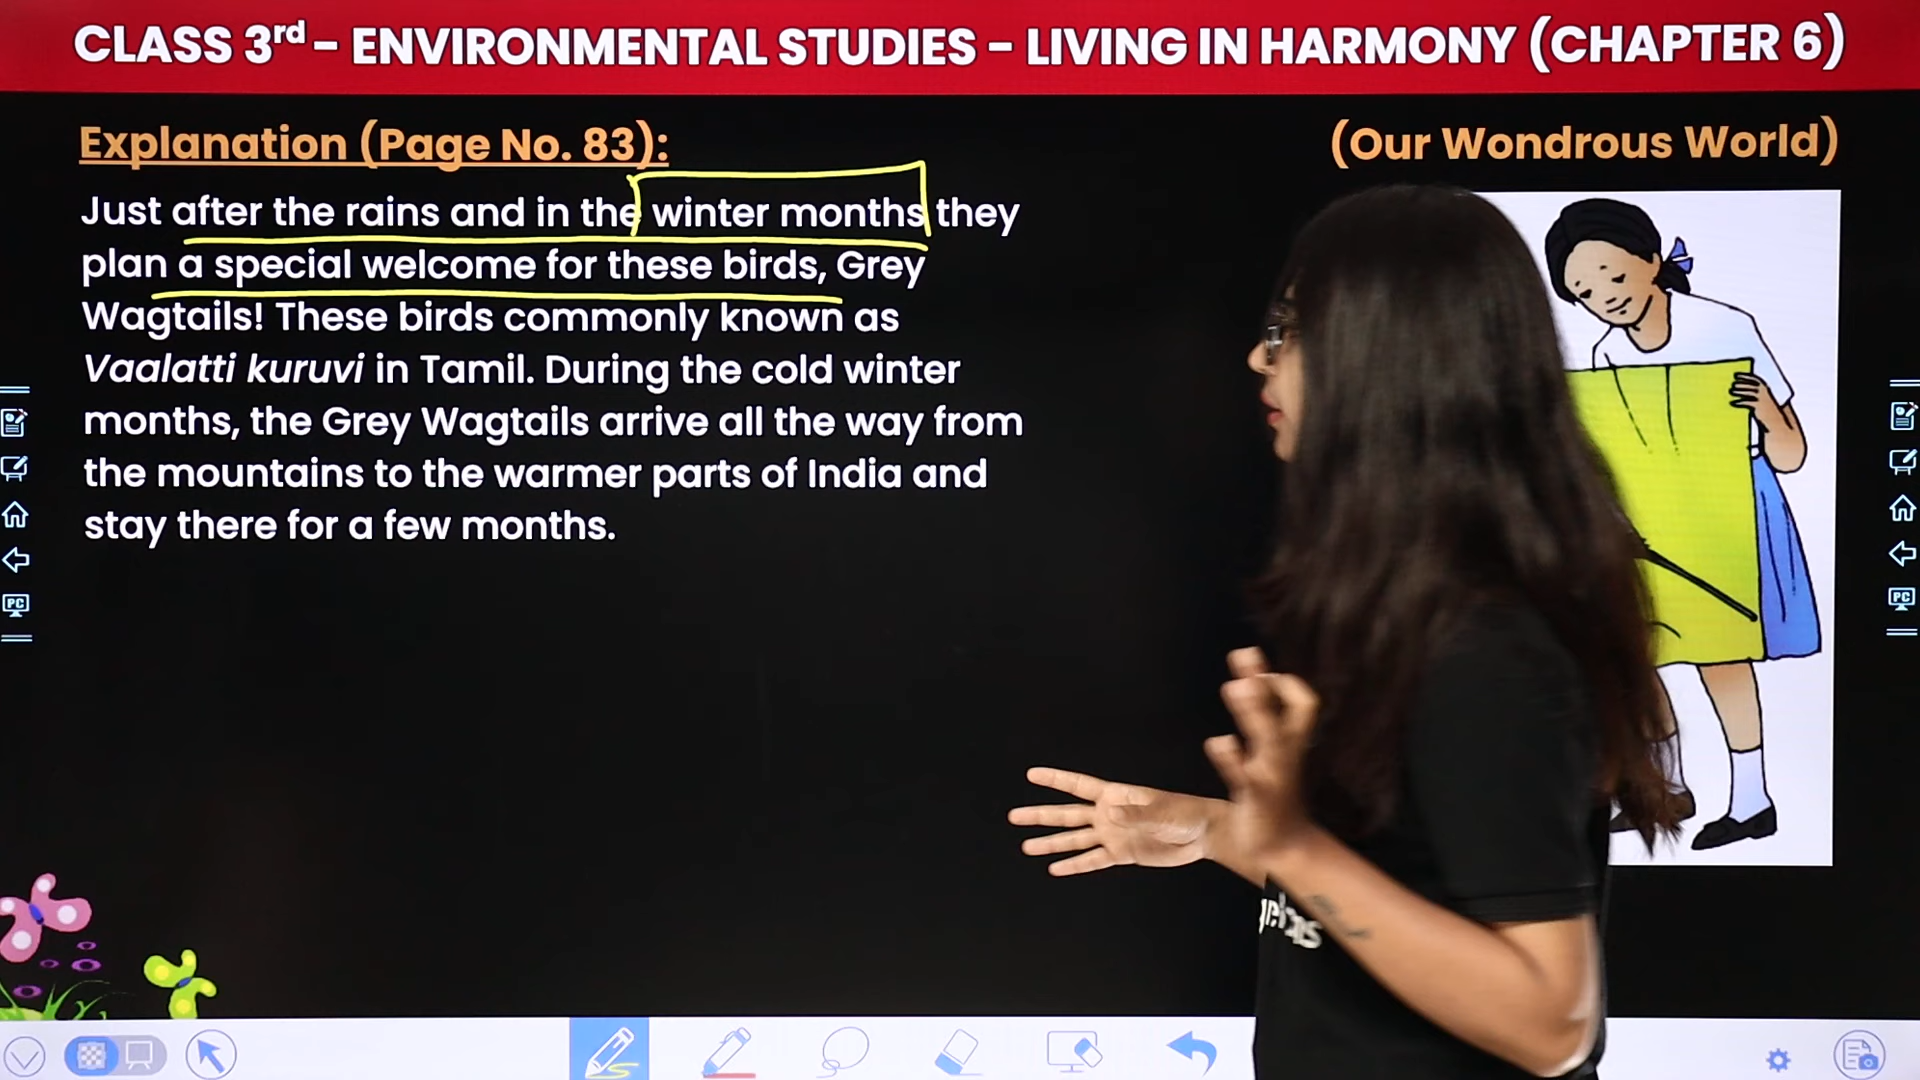 CLASS 3rd - ENVIRONMENTAL STUDIES - LIVING IN HARMONY (CHAPTER 6)
Explanation (Page No. 83):
(Our Wondrous World)
Just after the rains and in the winter months they
plan a special welcome for these birds, Grey
Wagtails! These birds commonly known as
Vaalatti kuruvi in Tamil. During the cold winter
months, the Grey Wagtails arrive all the way from
the mountains to the warmer parts of India and
stay there for a few months.
PC
PC